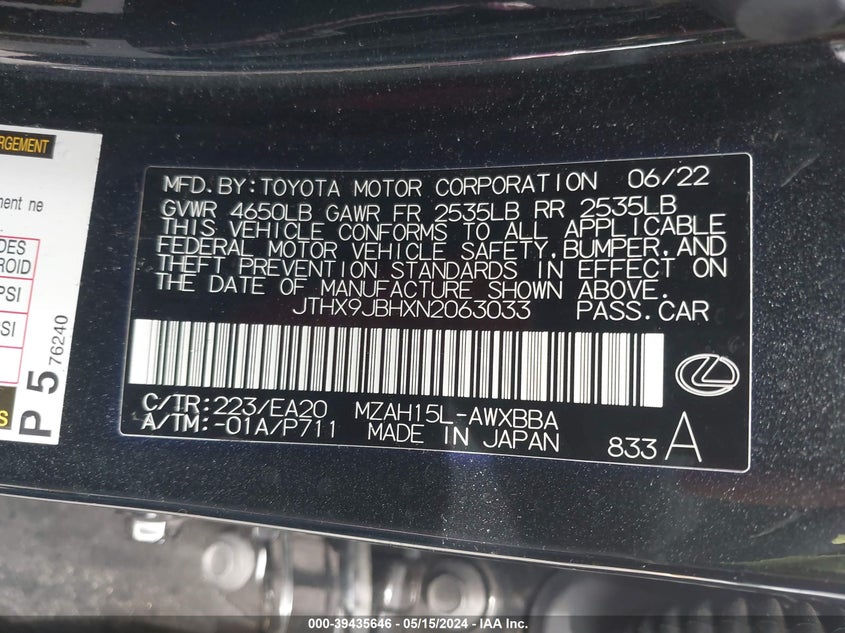 RGEMENT
ment ne
DES
ROID
PSI
SI
P 5
76240
MFD.BY:TOYOTA MOTOR CORPORATION 06/22
GVWR 4650LB GAWR FR 2535LB RR 2535LB
THIS VEHICLE CONFORMS TO ALL APPLICABLE
FEDERAL MOTOR VEHICLE SAFETY,BUMPER,AND
THEFT PREVENTION STANDARDS IN EFFECT ON
THE DATE OF MANUFACTURE SHOWN ABOVE.
JTHX9JBHXN2063033 PASS.CAR
C/TR:223/EA20 MZAH15L-AWXBBA
A/TM:-01A/P711 MADE IN JAPAN 833 A
000-39435646 - 05/15/2024 - IAA Inc.